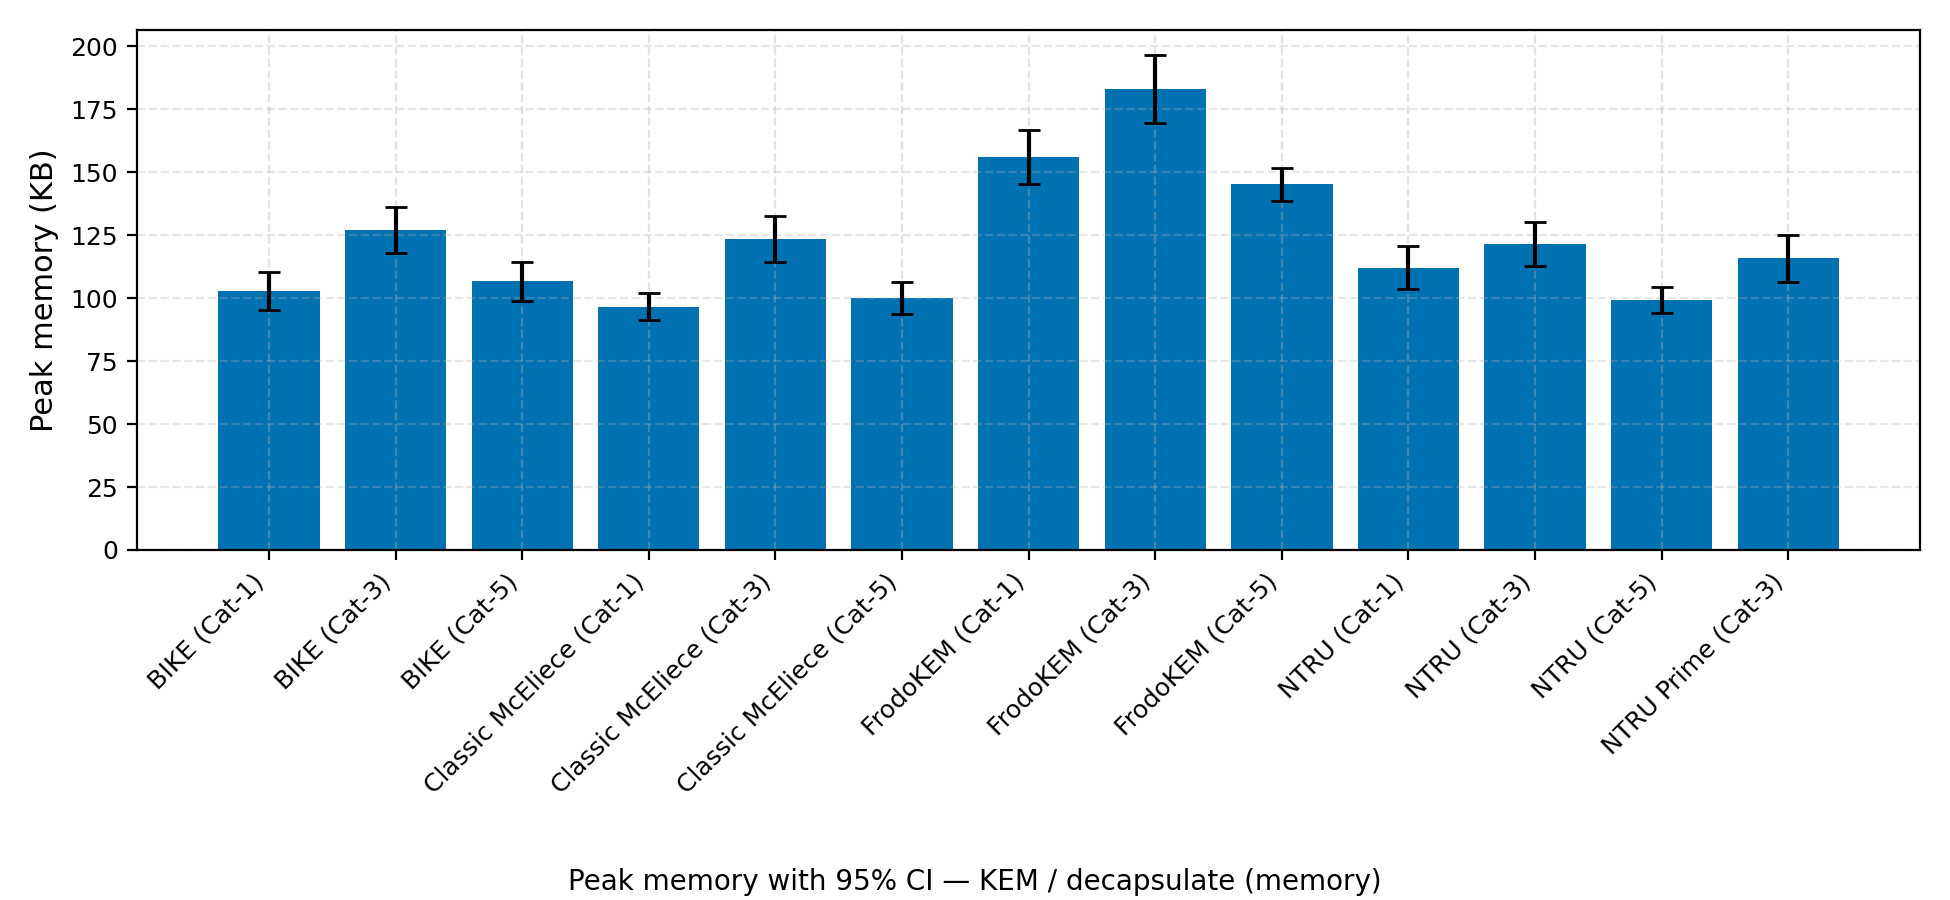 Peak memory (KB)
200
175
150
125
100
75
50
25
0
BIKE (Cat-1)
BIKE (Cat-3)
BIKE (Cat-5)
Classic McEliece (Cat-1)
Classic McEliece (Cat-3)
Classic McEliece (Cat-5)
FrodoKEM (Cat-1)
FrodoKEM (Cat-3)
FrodoKEM (Cat-5)
NTRU (Cat-1)
NTRU (Cat-3)
NTRU (Cat-5)
NTRU Prime (Cat-3)
Peak memory with 95% CI — KEM / decapsulate (memory)